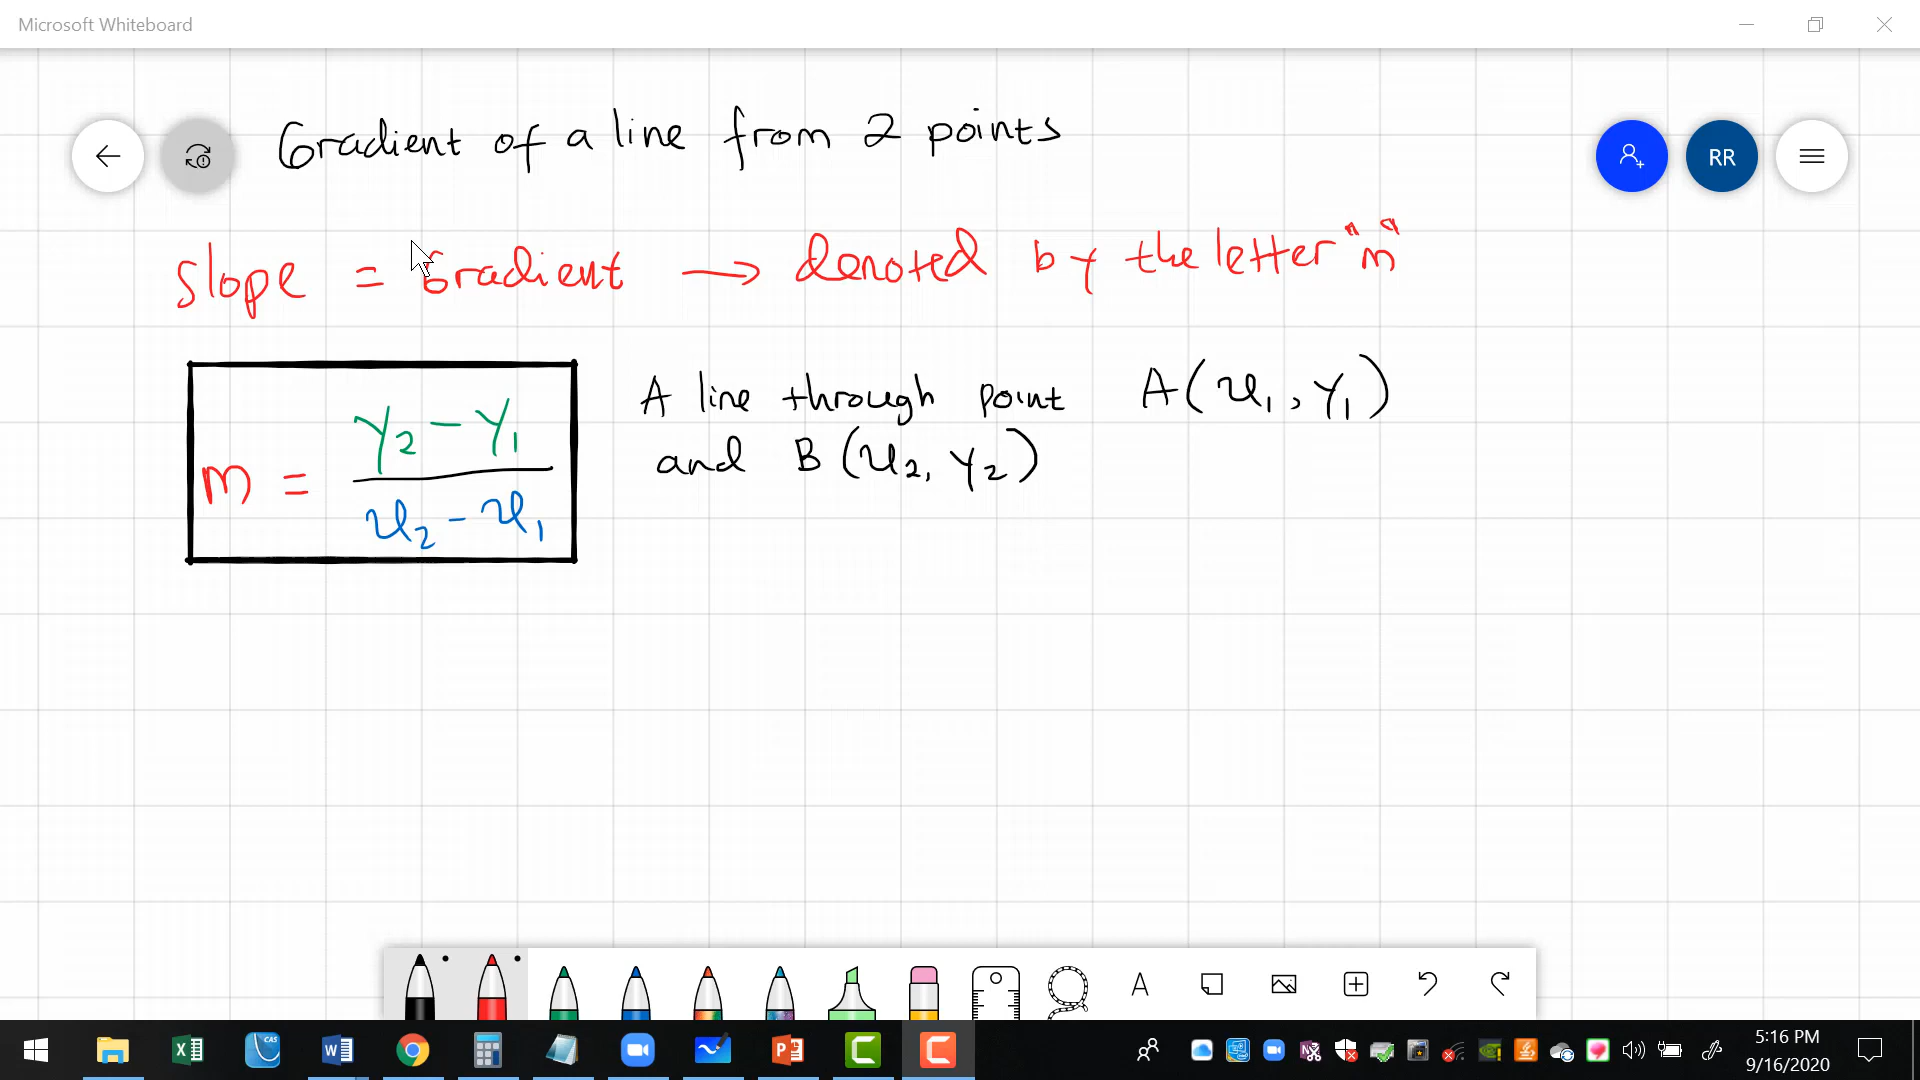 Microsoft Whiteboard
Gradient of a line from 2 points
RR
slope = Gradient → denoted by the letter "m"
A line through point A(x₁, y₁)
and B(x₂, y₂)
m = (y₂ − y₁)/(x₂ − x₁)
A
CAS
5:16 PM
9/16/2020